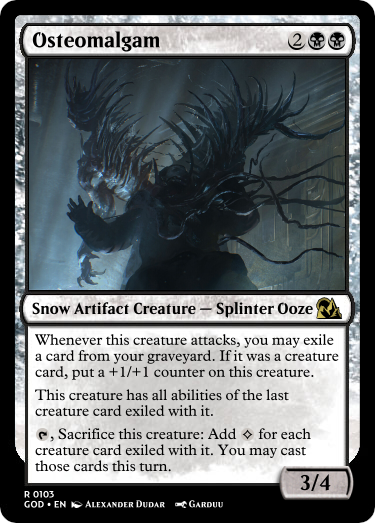 Osteomalgam 2
Snow Artifact Creature — Splinter Ooze
Whenever this creature attacks, you may exile
a card from your graveyard. If it was a creature
card, put a +1/+1 counter on this creature.
This creature has all abilities of the last
creature card exiled with it.
, Sacrifice this creature: Add for each
creature card exiled with it. You may cast
those cards this turn.
3/4
R 0103
GOD • EN Alexander Dudar Garduu